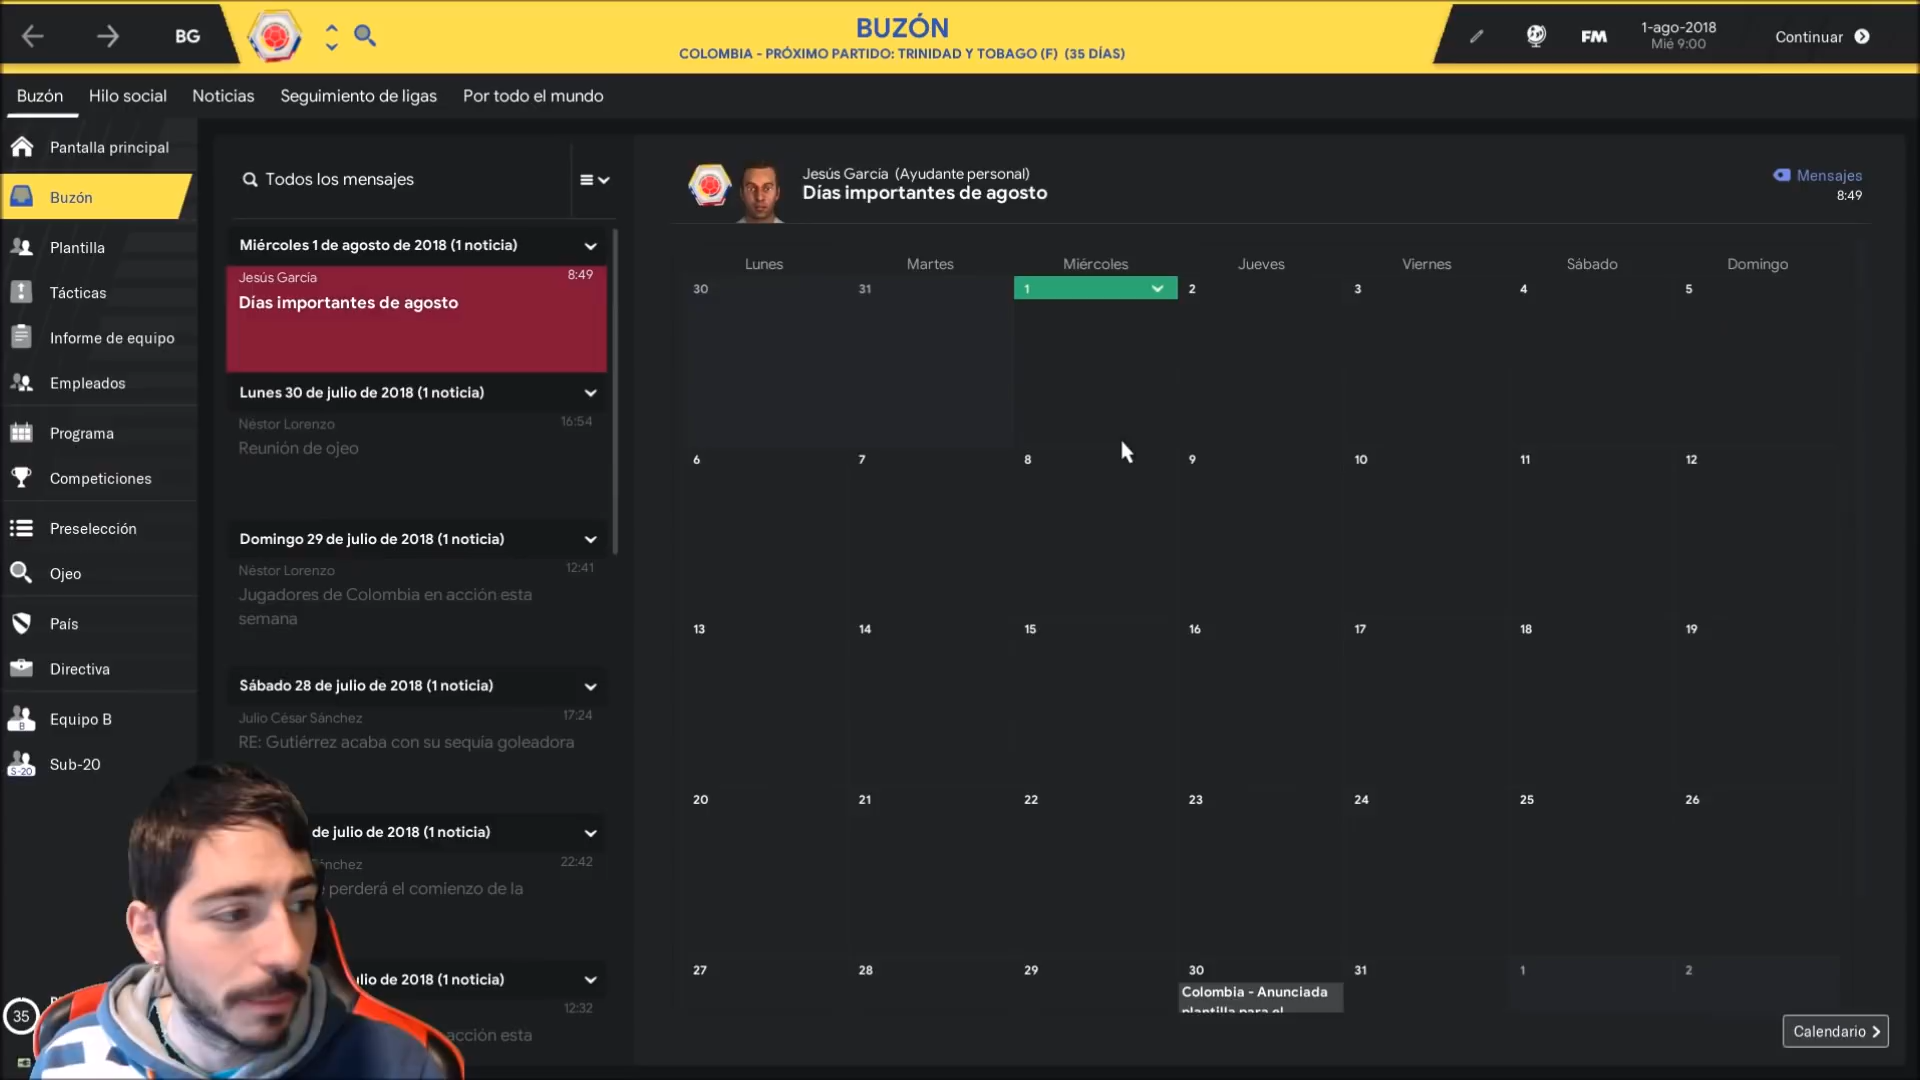 BG
BUZÓN
COLOMBIA - PRÓXIMO PARTIDO: TRINIDAD Y TOBAGO (F) (35 DÍAS)
FM
1-ago-2018
Mié 9:00
Continuar
Buzón
Hilo social
Noticias
Seguimiento de ligas
Por todo el mundo
Pantalla principal
Buzón
Plantilla
Tácticas
Informe de equipo
Empleados
Programa
Competiciones
Preselección
Ojeo
País
Directiva
B
Equipo B
S-20
Sub-20
35
Todos los mensajes
Miércoles 1 de agosto de 2018 (1 noticia)
Jesús García
8:49
Días importantes de agosto
Lunes 30 de julio de 2018 (1 noticia)
Néstor Lorenzo
16:54
Reunión de ojeo
Domingo 29 de julio de 2018 (1 noticia)
Néstor Lorenzo
12:41
Jugadores de Colombia en acción esta
semana
Sábado 28 de julio de 2018 (1 noticia)
Julio César Sánchez
17:24
RE: Gutiérrez acaba con su sequía goleadora
de julio de 2018 (1 noticia)
22:42
perderá el comienzo de la
julio de 2018 (1 noticia)
12:32
acción esta
Jesús García (Ayudante personal)
Días importantes de agosto
Mensajes
8:49
Lunes
Martes
Miércoles
Jueves
Viernes
Sábado
Domingo
30
31
1
2
3
4
5
6
7
8
9
10
11
12
13
14
15
16
17
18
19
20
21
22
23
24
25
26
27
28
29
30
31
1
2
Colombia - Anunciada
plantilla para el
Calendario